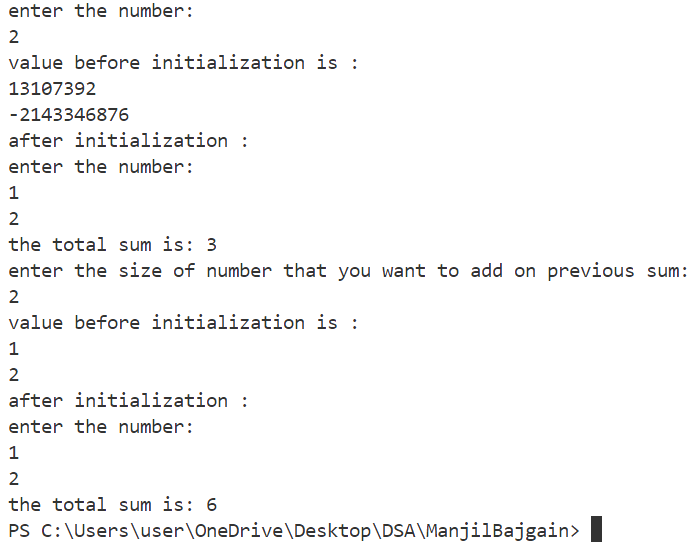 enter the number:
2
value before initialization is :
13107392
-2143346876
after initialization :
enter the number:
1
2
the total sum is: 3
enter the size of number that you want to add on previous sum:
2
value before initialization is :
1
2
after initialization :
enter the number:
1
2
the total sum is: 6
PS C:\Users\user\OneDrive\Desktop\DSA\ManjilBajgain>